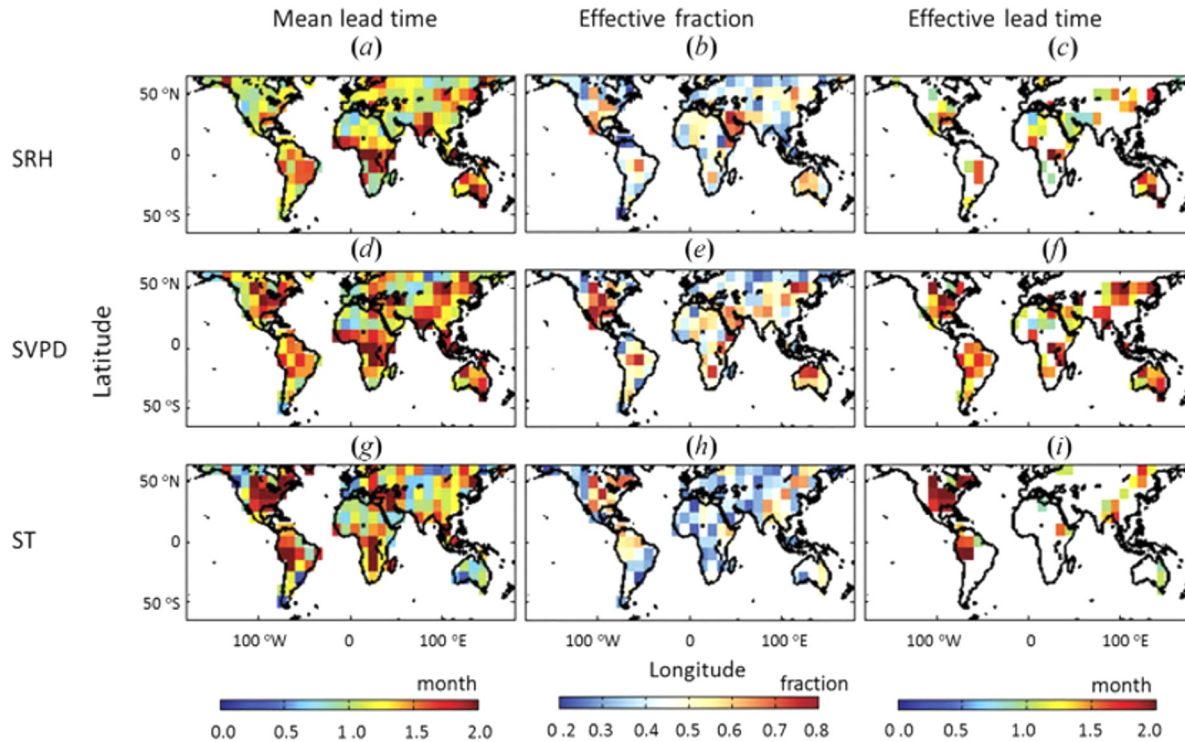 Mean lead time Effective fraction Effective lead time
(a) (b) (c)
SRH
50 °N
0
50 °S
(d) (e) (f)
SVPD
Latitude
50 °N
0
50 °S
(g) (h) (i)
ST
50 °N
0
50 °S
100 °W 0 100 °E 100 °W 0 100 °E 100 °W 0 100 °E
Longitude
month fraction month
0.0 0.5 1.0 1.5 2.0 0.2 0.3 0.4 0.5 0.6 0.7 0.8 0.0 0.5 1.0 1.5 2.0